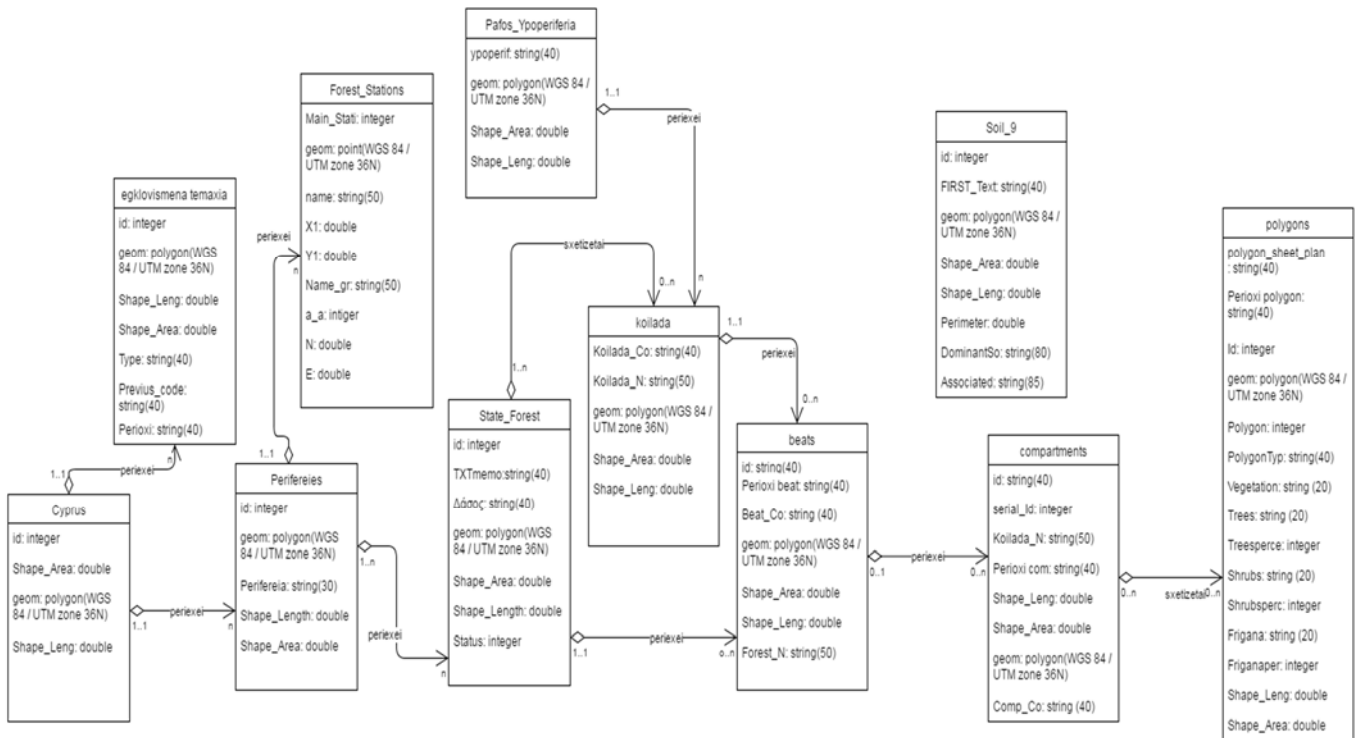 Pafos_Ypoperiferia
ypoperif: string(40)
geom: polygon(WGS 84 /
UTM zone 36N)
Shape_Area: double
Shape_Leng: double
1..1
periexei
n
Forest_Stations
Main_Stati: integer
geom: point(WGS 84 /
UTM zone 36N)
name: string(50)
X1: double
Y1: double
Name_gr: string(50)
a_a: intiger
N: double
E: double
periexei
n
1..1
egklovismena temaxia
id: integer
geom: polygon(WGS
84 / UTM zone 36N)
Shape_Leng: double
Shape_Area: double
Type: string(40)
Previus_code:
string(40)
Perioxi: string(40)
1..1
periexei
n
Cyprus
id: integer
Shape_Area: double
geom: polygon(WGS
84 / UTM zone 36N)
Shape_Leng: double
1..1
periexei
n
Perifereies
id: integer
geom: polygon(WGS
84 / UTM zone 36N)
Perifereia: string(30)
Shape_Length: double
Shape_Area: double
1..n
periexei
n
State_Forest
id: integer
TXTmemo:string(40)
Δάσος: string(40)
geom: polygon(WGS
84 / UTM zone 36N)
Shape_Area: double
Shape_Length: double
Status: integer
1..n
sxetizetai
0..n
1..1
periexei
o..n
koilada
Koilada_Co: string(40)
Koilada_N: string(50)
geom: polygon(WGS 84 /
UTM zone 36N)
Shape_Area: double
Shape_Leng: double
1..1
periexei
0..n
beats
id: string(40)
Perioxi beat: string(40)
Beat_Co: string (40)
geom: polygon(WGS 84 /
UTM zone 36N)
Shape_Area: double
Shape_Leng: double
Forest_N: string(50)
0..1
periexei
0..n
Soil_9
id: integer
FIRST_Text: string(40)
geom: polygon(WGS 84 /
UTM zone 36N)
Shape_Area: double
Shape_Leng: double
Perimeter: double
DominantSo: string(80)
Associated: string(85)
compartments
id: string(40)
serial_Id: integer
Koilada_N: string(50)
Perioxi com: string(40)
Shape_Leng: double
Shape_Area: double
geom: polygon(WGS 84 /
UTM zone 36N)
Comp_Co: string (40)
0..n
sxetizetai
0..n
polygons
polygon_sheet_plan
: string(40)
Perioxi polygon:
string(40)
Id: integer
geom: polygon(WGS 84 /
UTM zone 36N)
Polygon: integer
PolygonTyp: string(40)
Vegetation: string (20)
Trees: string (20)
Treesperce: integer
Shrubs: string (20)
Shrubsperc: integer
Frigana: string (20)
Friganaper: integer
Shape_Leng: double
Shape_Area: double